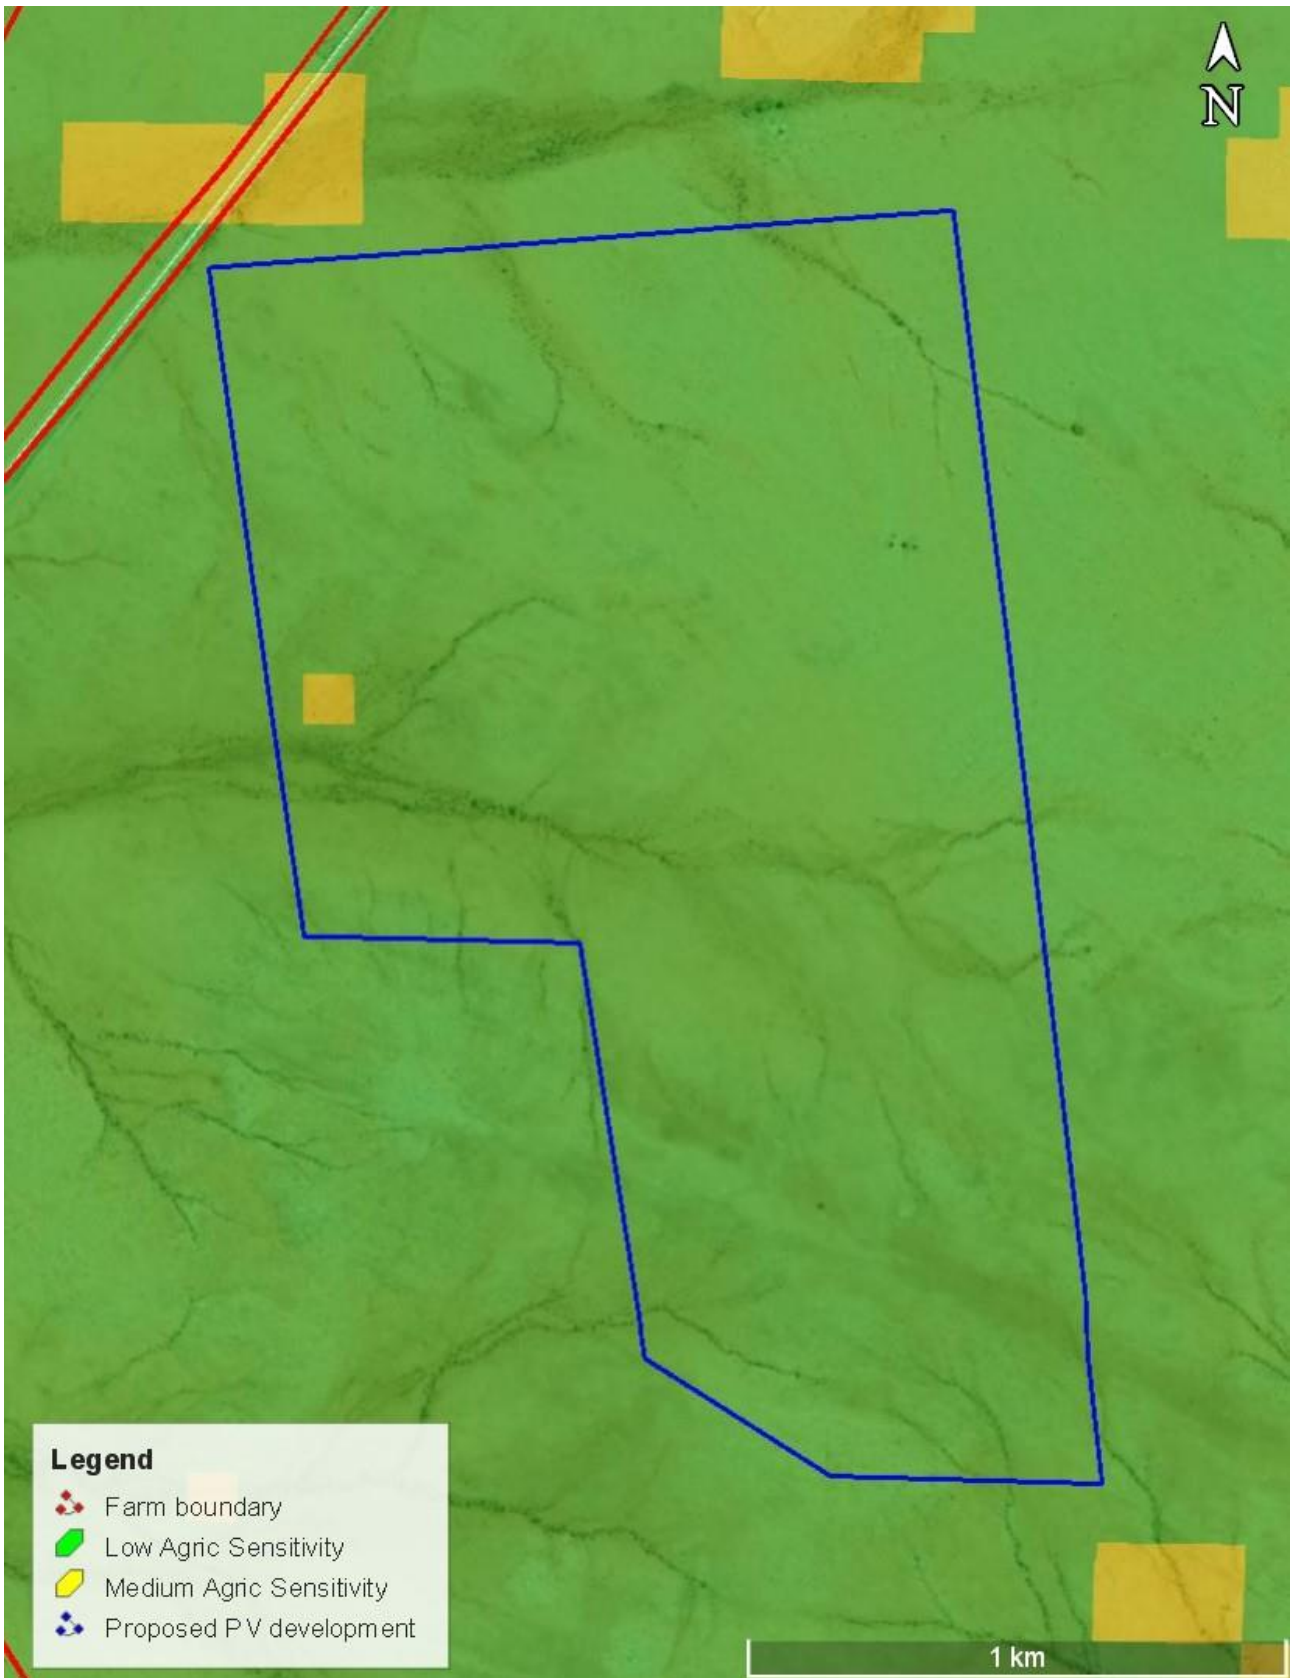 N
Legend
Farm boundary
Low Agric Sensitivity
Medium Agric Sensitivity
Proposed PV development
1 km